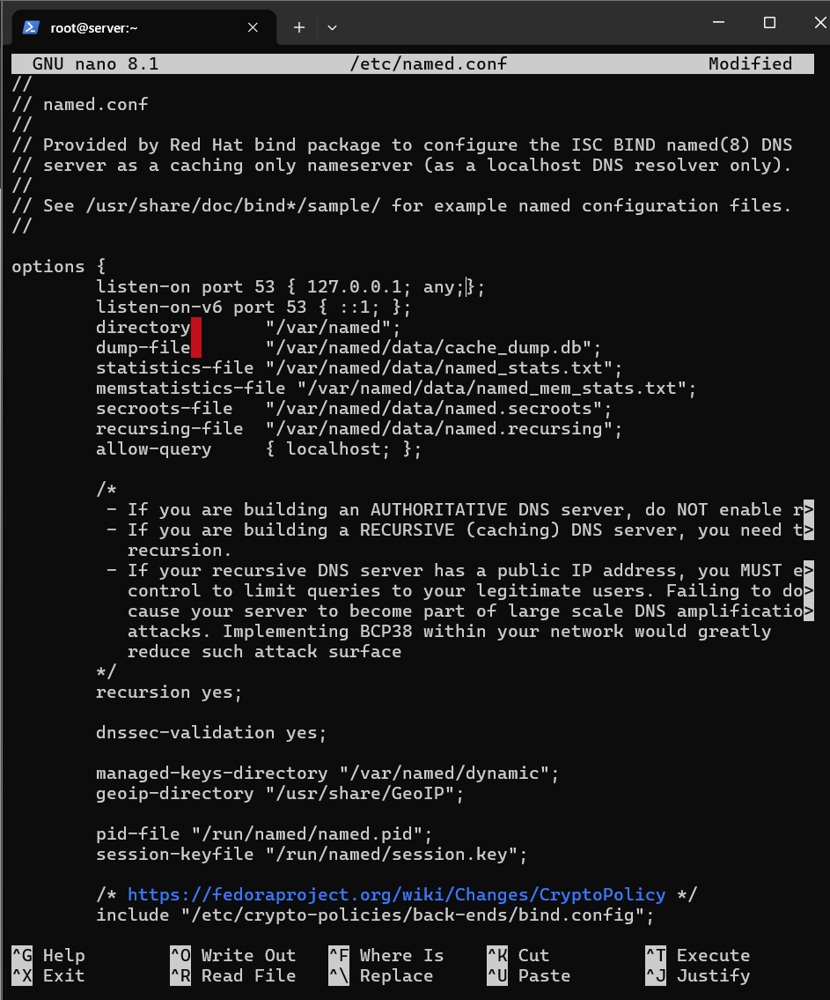 root@server:~
GNU nano 8.1 /etc/named.conf Modified
//
// named.conf
//
// Provided by Red Hat bind package to configure the ISC BIND named(8) DNS
// server as a caching only nameserver (as a localhost DNS resolver only).
//
// See /usr/share/doc/bind*/sample/ for example named configuration files.
//
options {
listen-on port 53 { 127.0.0.1; any;};
listen-on-v6 port 53 { ::1; };
directory "/var/named";
dump-file "/var/named/data/cache_dump.db";
statistics-file "/var/named/data/named_stats.txt";
memstatistics-file "/var/named/data/named_mem_stats.txt";
secroots-file "/var/named/data/named.secroots";
recursing-file "/var/named/data/named.recursing";
allow-query { localhost; };
/*
- If you are building an AUTHORITATIVE DNS server, do NOT enable r>
- If you are building a RECURSIVE (caching) DNS server, you need t>
recursion.
- If your recursive DNS server has a public IP address, you MUST e>
control to limit queries to your legitimate users. Failing to do>
cause your server to become part of large scale DNS amplificatio>
attacks. Implementing BCP38 within your network would greatly
reduce such attack surface
*/
recursion yes;
dnssec-validation yes;
managed-keys-directory "/var/named/dynamic";
geoip-directory "/usr/share/GeoIP";
pid-file "/run/named/named.pid";
session-keyfile "/run/named/session.key";
/* https://fedoraproject.org/wiki/Changes/CryptoPolicy */
include "/etc/crypto-policies/back-ends/bind.config";
^G Help ^O Write Out ^F Where Is ^K Cut ^T Execute
^X Exit ^R Read File ^\ Replace ^U Paste ^J Justify